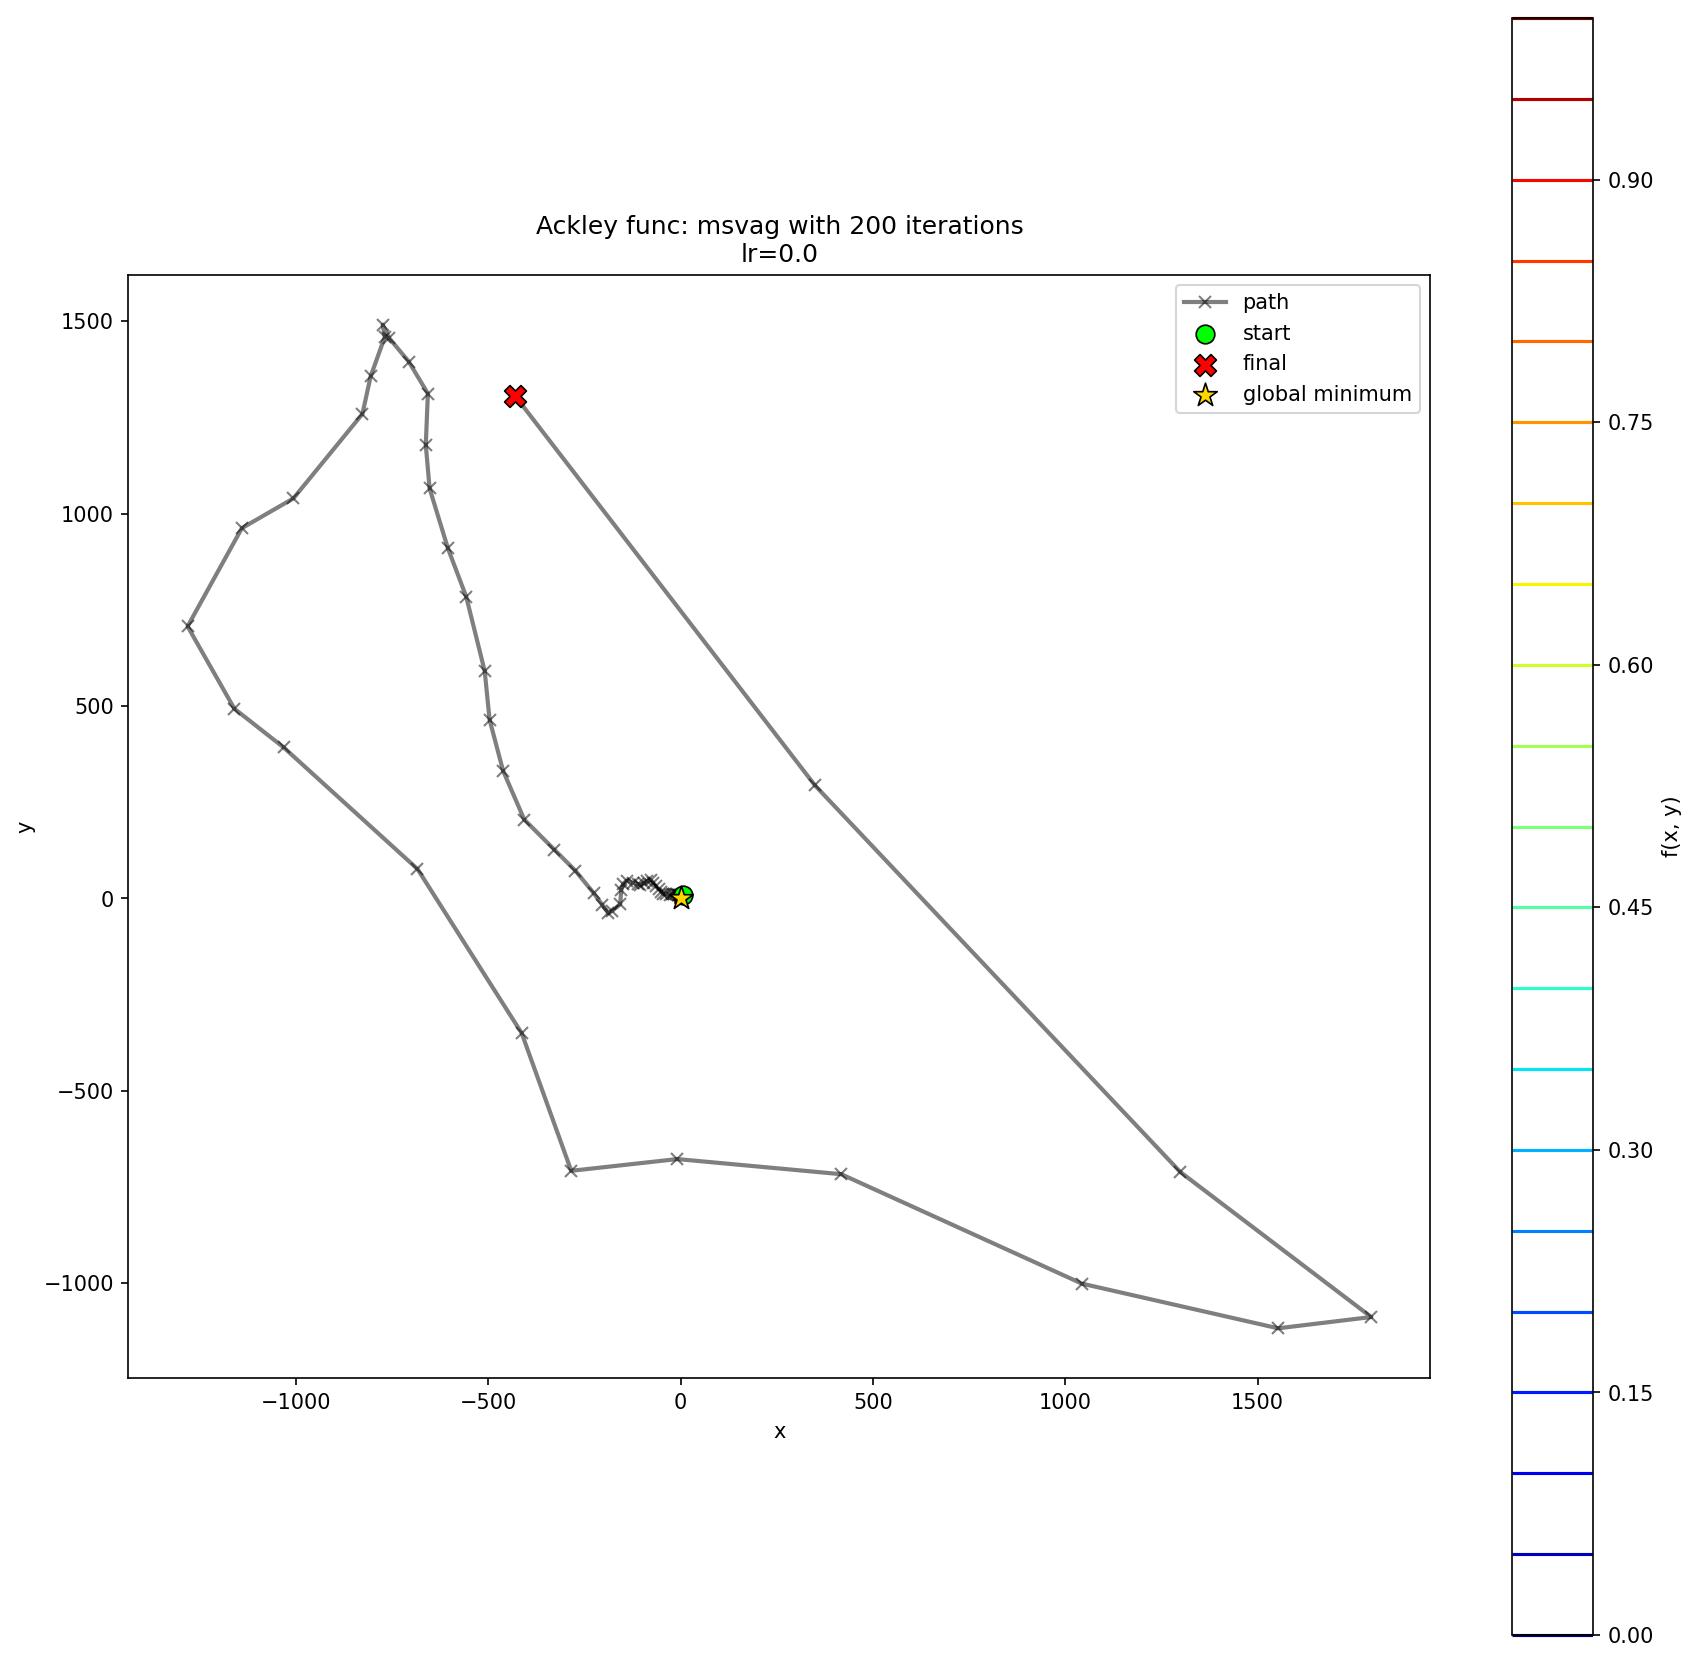 Ackley func: msvag with 200 iterations
lr=0.0
path
start
final
global minimum
1500
1000
500
0
−500
−1000
y
−1000
−500
0
500
1000
1500
x
0.90
0.75
0.60
0.45
0.30
0.15
0.00
f(x, y)